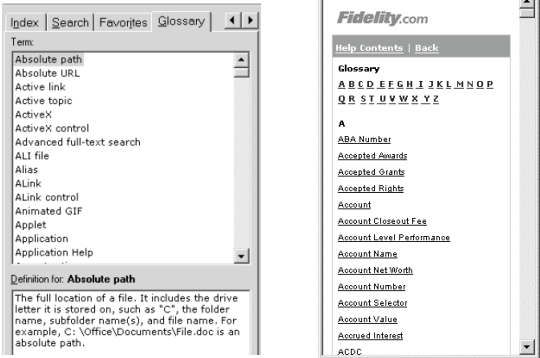 Index Search Favorites Glossary
Term:
Absolute path
Absolute URL
Active link
Active topic
ActiveX
ActiveX control
Advanced full-text search
ALI file
Alias
ALink
ALink control
Animated GIF
Applet
Application
Application Help
Definition for: Absolute path
The full location of a file. It includes the drive
letter it is stored on, such as "C", the folder
name, subfolder name(s), and file name. For
example, C: \Office\Documents\File.doc is an
absolute path.
Fidelity.com
Help Contents | Back
Glossary
A B C D E F G H I J K L M N O P
Q R S T U V W X Y Z
A
ABA Number
Accepted Awards
Accepted Grants
Accepted Rights
Account
Account Closeout Fee
Account Level Performance
Account Name
Account Net Worth
Account Number
Account Selector
Account Value
Accrued Interest
ACDC